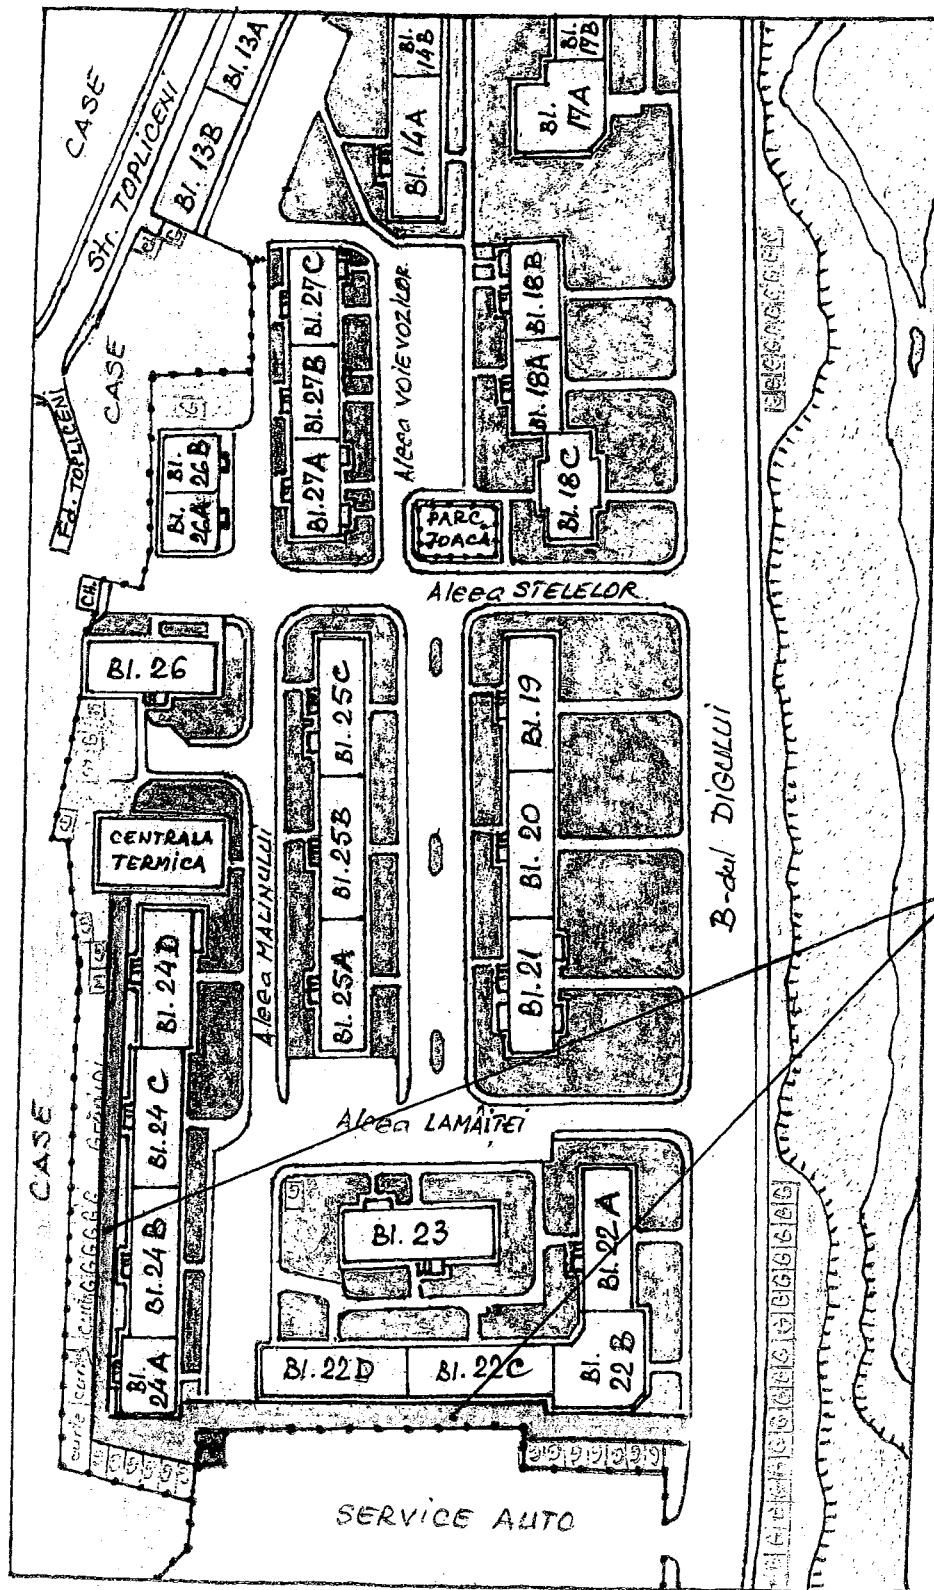 CASE
Str. TOPLICENI
Bl. 13B
Bl. 13A
Bl.
14B
Bl. 14A
Bl.
17B
Bl.
17A
CASE
Fd. TOPLICENI
Bl. 27C
Bl. 27B
Bl. 27A
Aleea VOIEVOZILOR
Bl. 18B
Bl. 18A
Bl. 18C
Bl.
26B
Bl.
26A
PARC
JOACĂ
CH.
Aleea STELELOR
Bl. 26
Bl. 25C
Bl. 25B
Bl. 25A
Bl. 19
Bl. 20
Bl. 21
B-dul DIGULUI
CENTRALA
TERMICA
Aleea MALINULUI
Bl. 24D
Bl. 24C
Bl. 24B
Bl.
24A
CASE
Aleea LAMÂIŢEI
Bl. 23
Bl. 22A
Bl. 22D
Bl. 22C
Bl.
22B
SERVICE AUTO